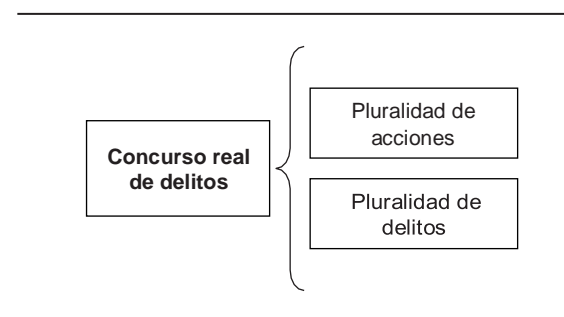 Concurso real
de delitos
Pluralidad de
acciones
Pluralidad de
delitos